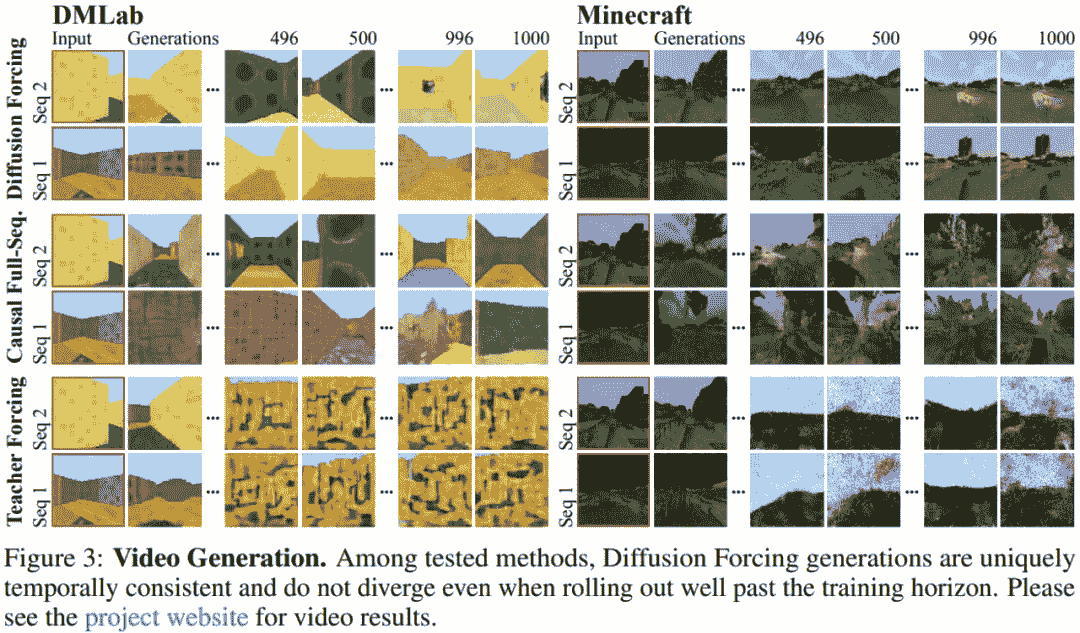 DMLab Minecraft
Input Generations 496 500 996 1000 Input Generations 496 500 996 1000
Diffusion Forcing
Seq 2 ... ... Seq 2 ... ...
Seq 1 ... ... Seq 1 ... ...
Causal Full-Seq.
Seq 2 ... ... Seq 2 ... ...
Seq 1 ... ... Seq 1 ... ...
Teacher Forcing
Seq 2 ... ... Seq 2 ... ...
Seq 1 ... ... Seq 1 ... ...
Figure 3: Video Generation. Among tested methods, Diffusion Forcing generations are uniquely
temporally consistent and do not diverge even when rolling out well past the training horizon. Please
see the project website for video results.